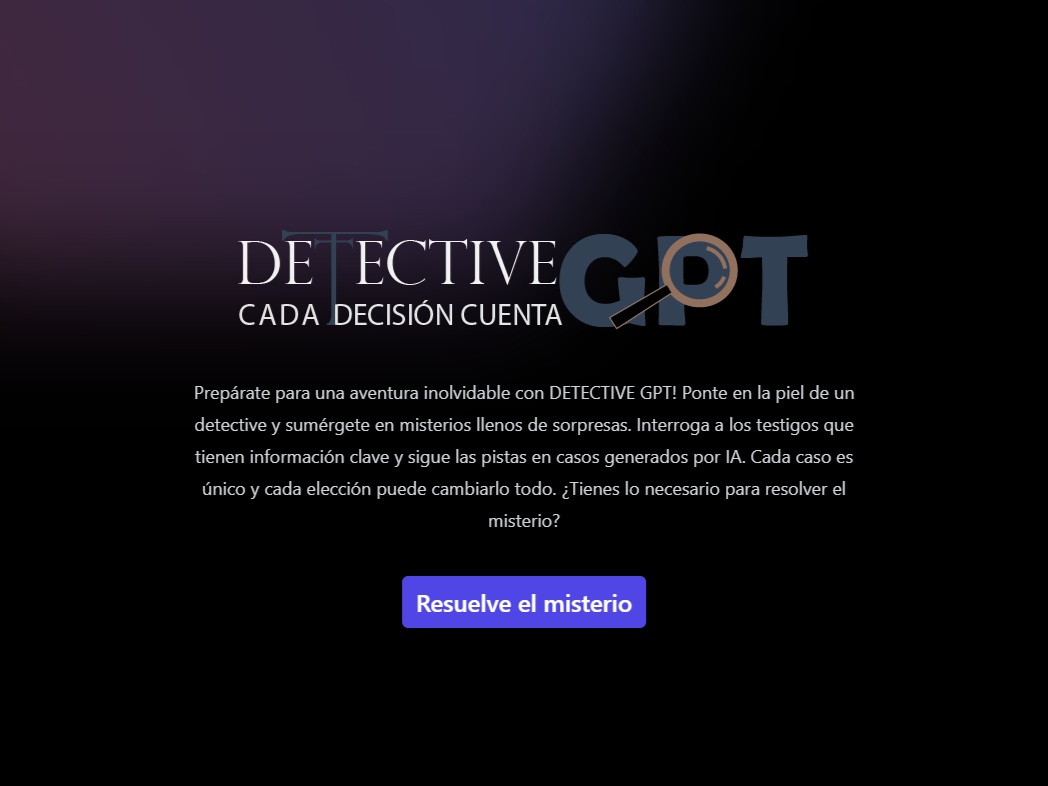 DETECTIVE GPT
CADA DECISIÓN CUENTA
Prepárate para una aventura inolvidable con DETECTIVE GPT! Ponte en la piel de un
detective y sumérgete en misterios llenos de sorpresas. Interroga a los testigos que
tienen información clave y sigue las pistas en casos generados por IA. Cada caso es
único y cada elección puede cambiarlo todo. ¿Tienes lo necesario para resolver el
misterio?
Resuelve el misterio